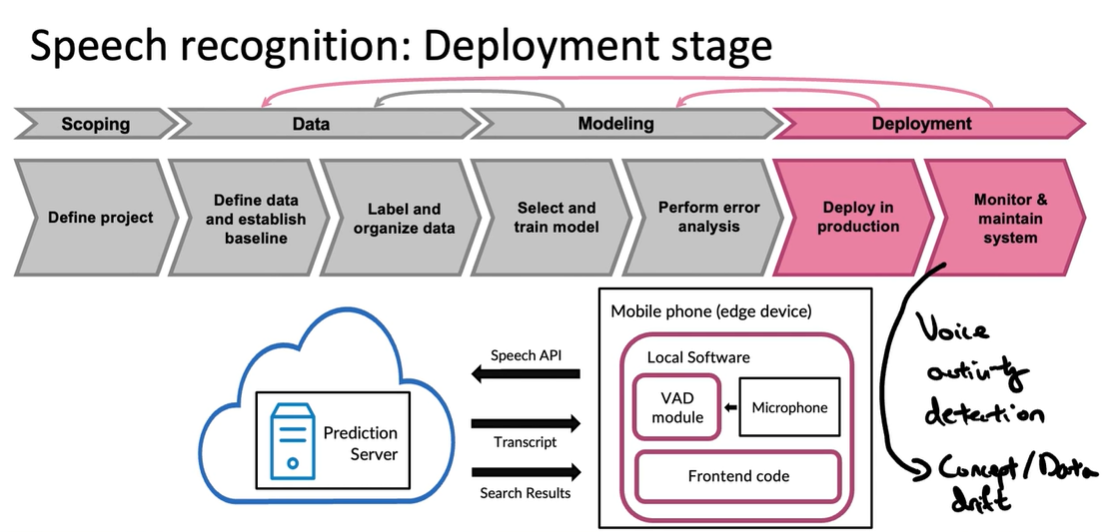 Speech recognition: Deployment stage
Scoping
Data
Modeling
Deployment
Define project
Define data
and establish
baseline
Label and
organize data
Select and
train model
Perform error
analysis
Deploy in
production
Monitor &
maintain
system
Prediction
Server
Speech API
Transcript
Search Results
Mobile phone (edge device)
Local Software
VAD
module
Microphone
Frontend code
Voice
activity
detection
Concept/Data
drift